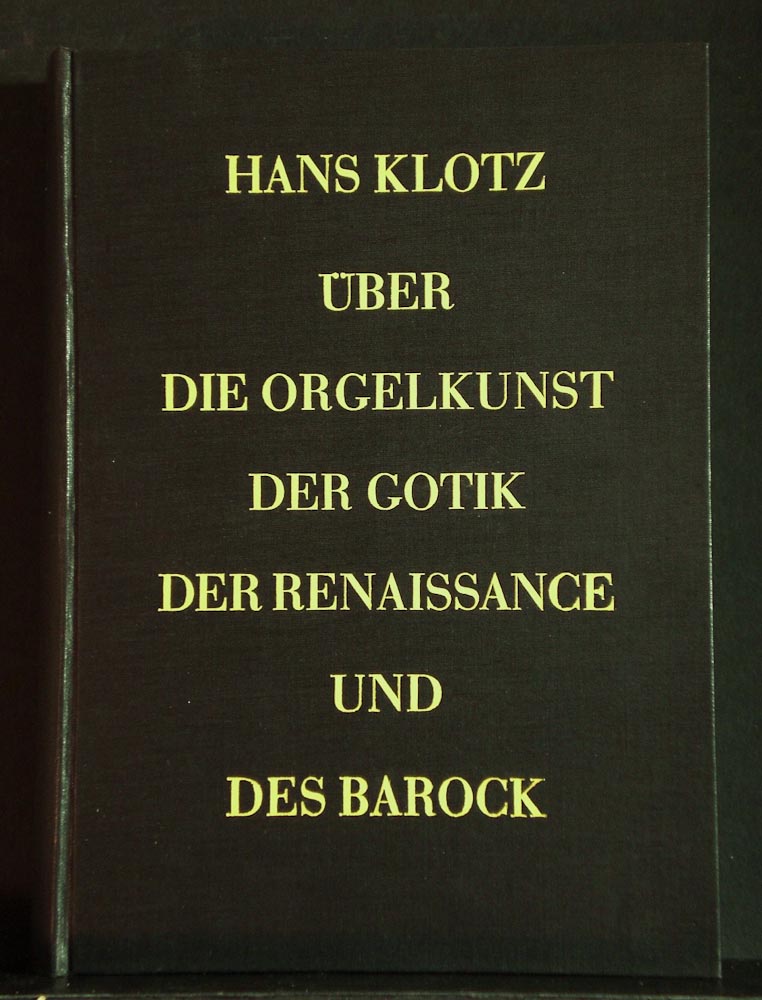 HANS KLOTZ
ÜBER
DIE ORGELKUNST
DER GOTIK
DER RENAISSANCE
UND
DES BAROCK